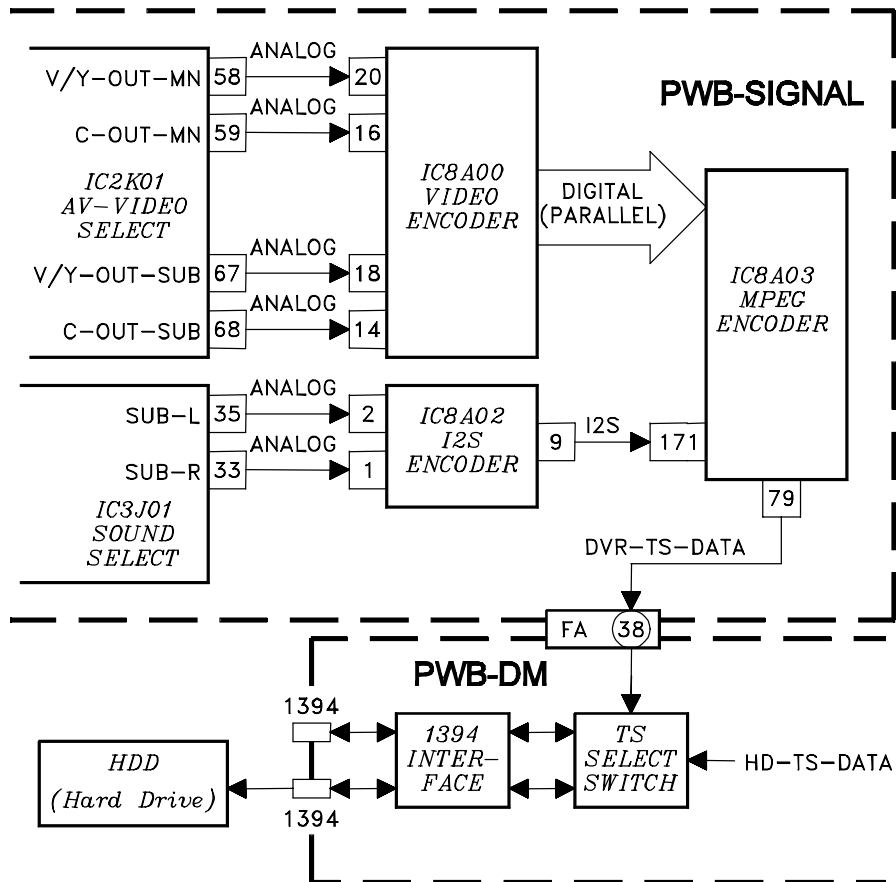 ANALOG
V/Y-OUT-MN 58 20
PWB-SIGNAL
ANALOG
C-OUT-MN 59 16
IC2K01
AV-VIDEO
SELECT
IC8A00
VIDEO
ENCODER
DIGITAL
(PARALLEL)
ANALOG
V/Y-OUT-SUB 67 18
ANALOG
C-OUT-SUB 68 14
IC8A03
MPEG
ENCODER
ANALOG
SUB-L 35 2
ANALOG
SUB-R 33 1
IC8A02
I2S
ENCODER
9 I2S 171
IC3J01
SOUND
SELECT
79
DVR-TS-DATA
FA 38
PWB-DM
1394
1394
INTER-
FACE
TS
SELECT
SWITCH
HD-TS-DATA
HDD
(Hard Drive)
1394